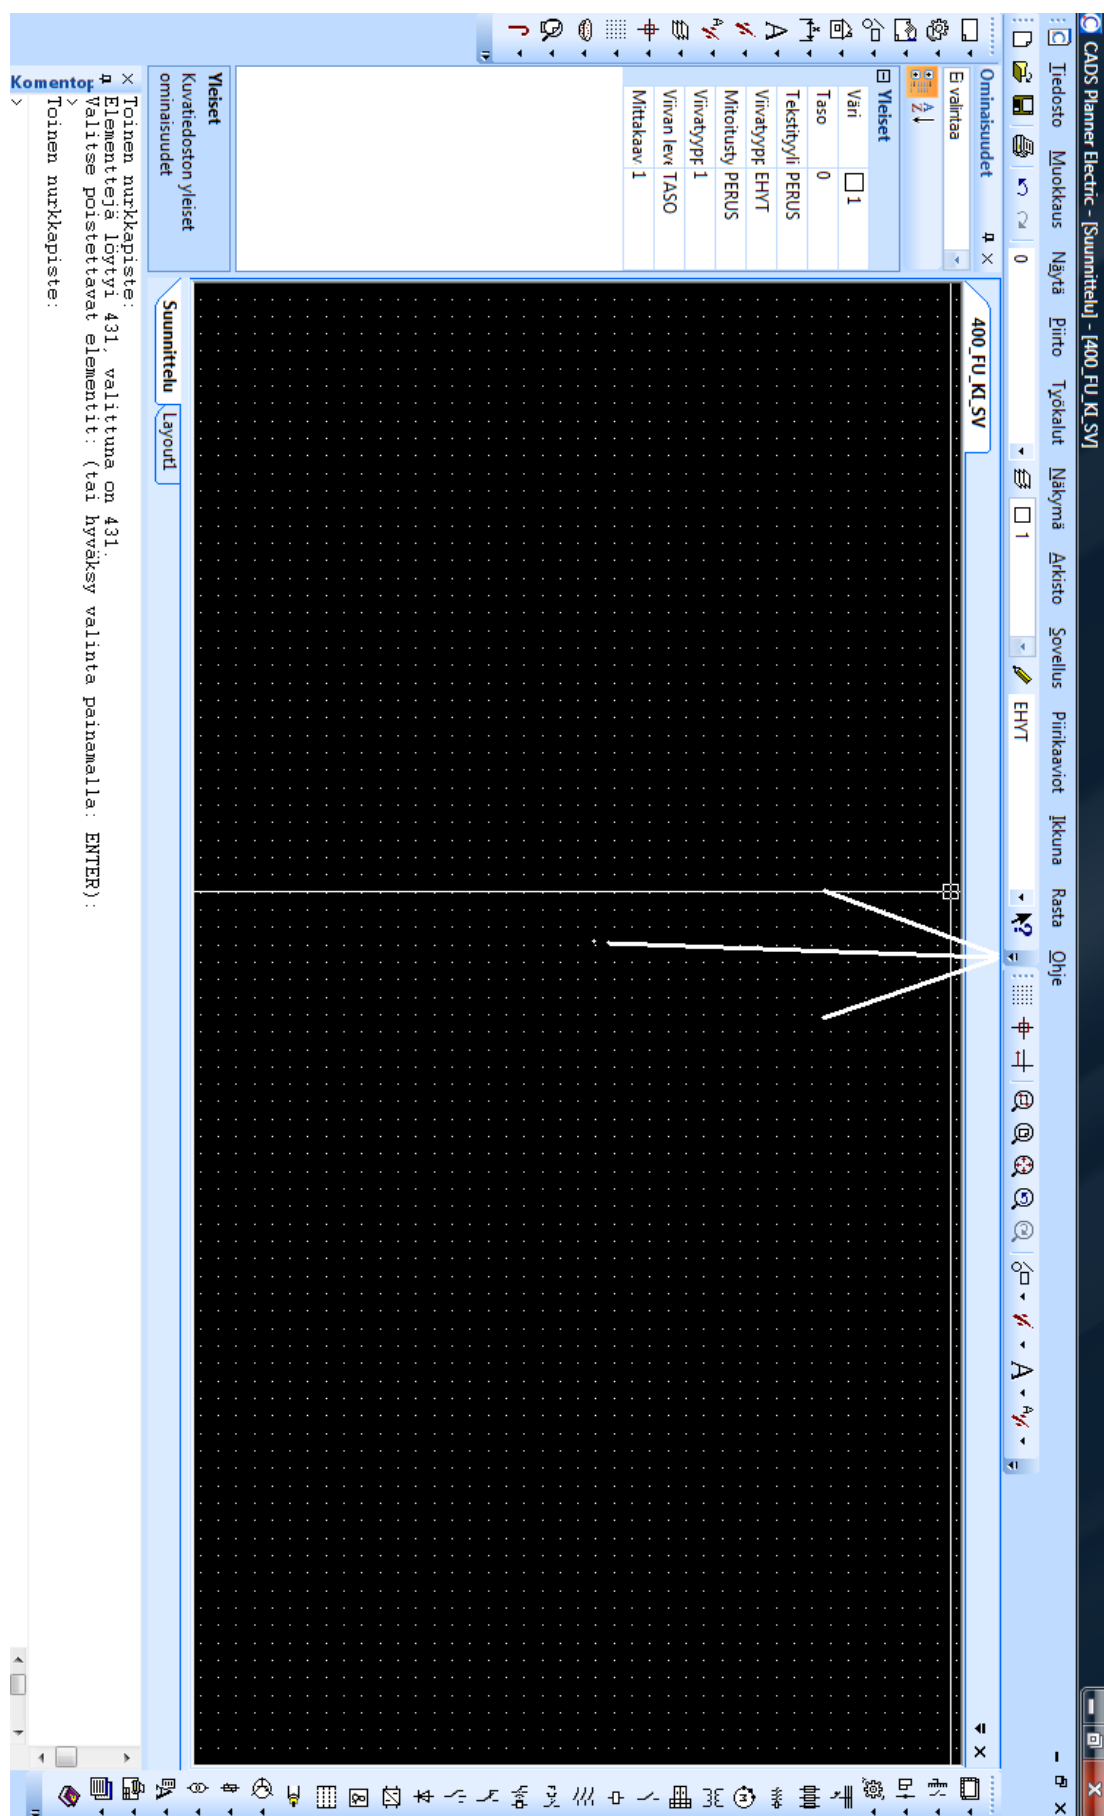 CADS Planner Electric - [Suunnittelu] - [400_FU_KI_SV]
Tiedosto Muokkaus Näytä Piirto Työkalut Näkymä Arkisto Sovellus Piirikaaviot Ikkuna Rasta Ohje
0 1 EHYT
Ominaisuudet
Ei valintaa
Yleiset
Väri 1
Taso 0
Tekstityyli PERUS
Viivatyypp EHYT
Mitoitusty PERUS
Viivatyypp 1
Viivan leve TASO
Mittakaav. 1
Yleiset
Kuvatiedoston yleiset
ominaisuudet
400_FU_KI_SV
Suunnittelu Layout1
Komentor
Toinen nurkkapiste:
Elementtejä löytyi 431, valittuna on 431.
Valitse poistettavat elementit: (tai hyväksy valinta painamalla: ENTER):
>
Toinen nurkkapiste:
>